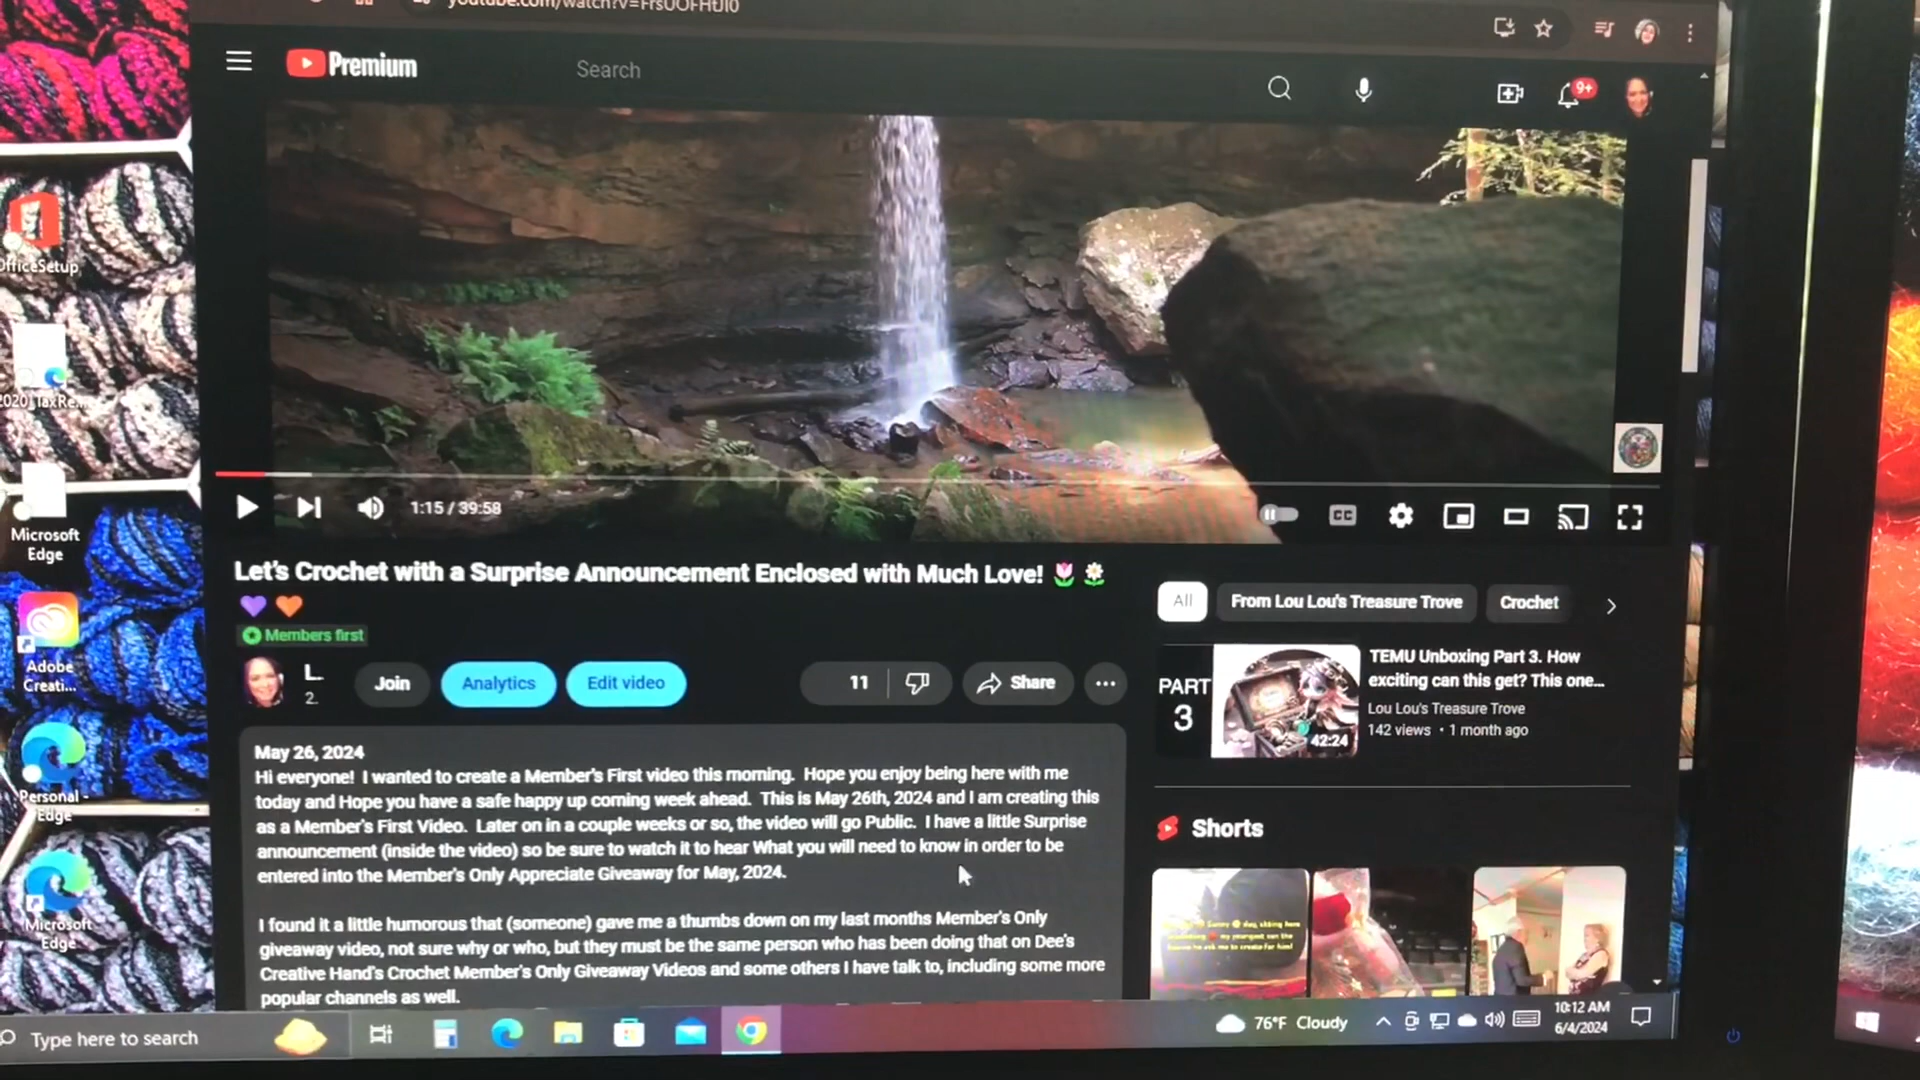 Premium
Search
9+
OfficeSetup
Microsoft
Edge
Adobe
Creati...
Personal -
Edge
Microsoft
Edge
1:15 / 39:58
CC
Let's Crochet with a Surprise Announcement Enclosed with Much Love! 🌷 🌼
💜 🧡
Members first
L.
2.
Join
Analytics
Edit video
11
Share
May 26, 2024
Hi everyone! I wanted to create a Member's First video this morning. Hope you enjoy being here with me
today and Hope you have a safe happy up coming week ahead. This is May 26th, 2024 and I am creating this
as a Member's First Video. Later on in a couple weeks or so, the video will go Public. I have a little Surprise
announcement (inside the video) so be sure to watch it to hear What you will need to know in order to be
entered into the Member's Only Appreciate Giveaway for May, 2024.
I found it a little humorous that (someone) gave me a thumbs down on my last months Member's Only
giveaway video, not sure why or who, but they must be the same person who has been doing that on Dee's
Creative Hand's Crochet Member's Only Giveaway Videos and some others I have talk to, including some more
popular channels as well.
All
From Lou Lou's Treasure Trove
Crochet
PART
3
42:24
TEMU Unboxing Part 3. How
exciting can this get? This one...
Lou Lou's Treasure Trove
142 views • 1 month ago
Shorts
Type here to search
76°F Cloudy
10:12 AM
6/4/2024